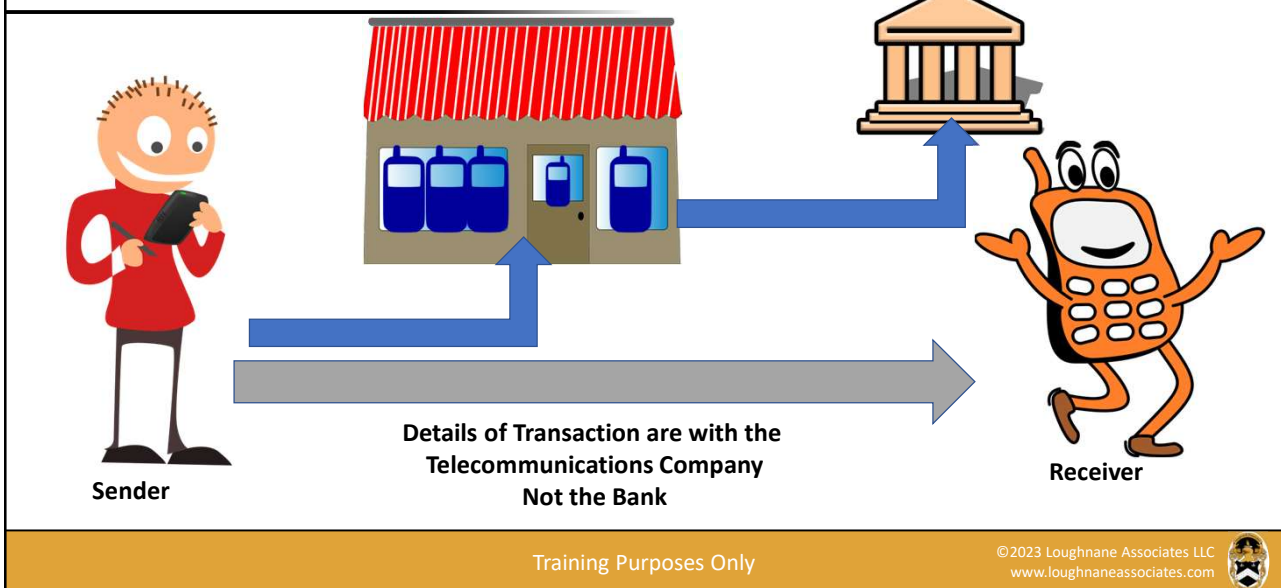 Details of Transaction are with the
Telecommunications Company
Not the Bank
Sender
Receiver
Training Purposes Only
©2023 Loughnane Associates LLC
www.loughnaneassociates.com